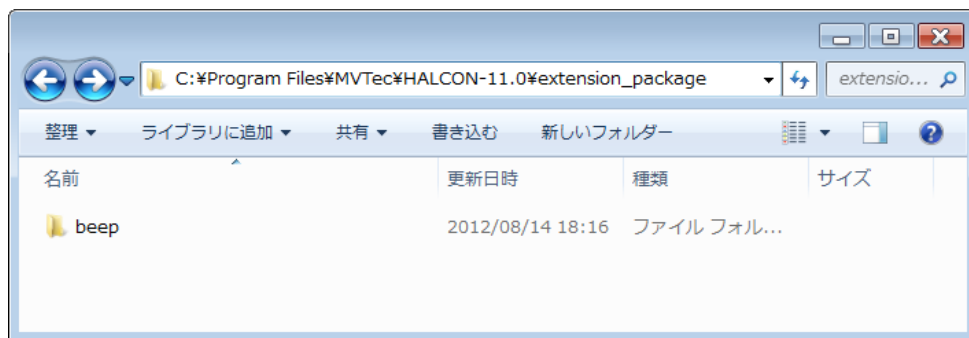 C:¥Program Files¥MVTec¥HALCON-11.0¥extension_package
extensio...
整理 ライブラリに追加 共有 書き込む 新しいフォルダー
名前 更新日時 種類 サイズ
beep 2012/08/14 18:16 ファイル フォル...